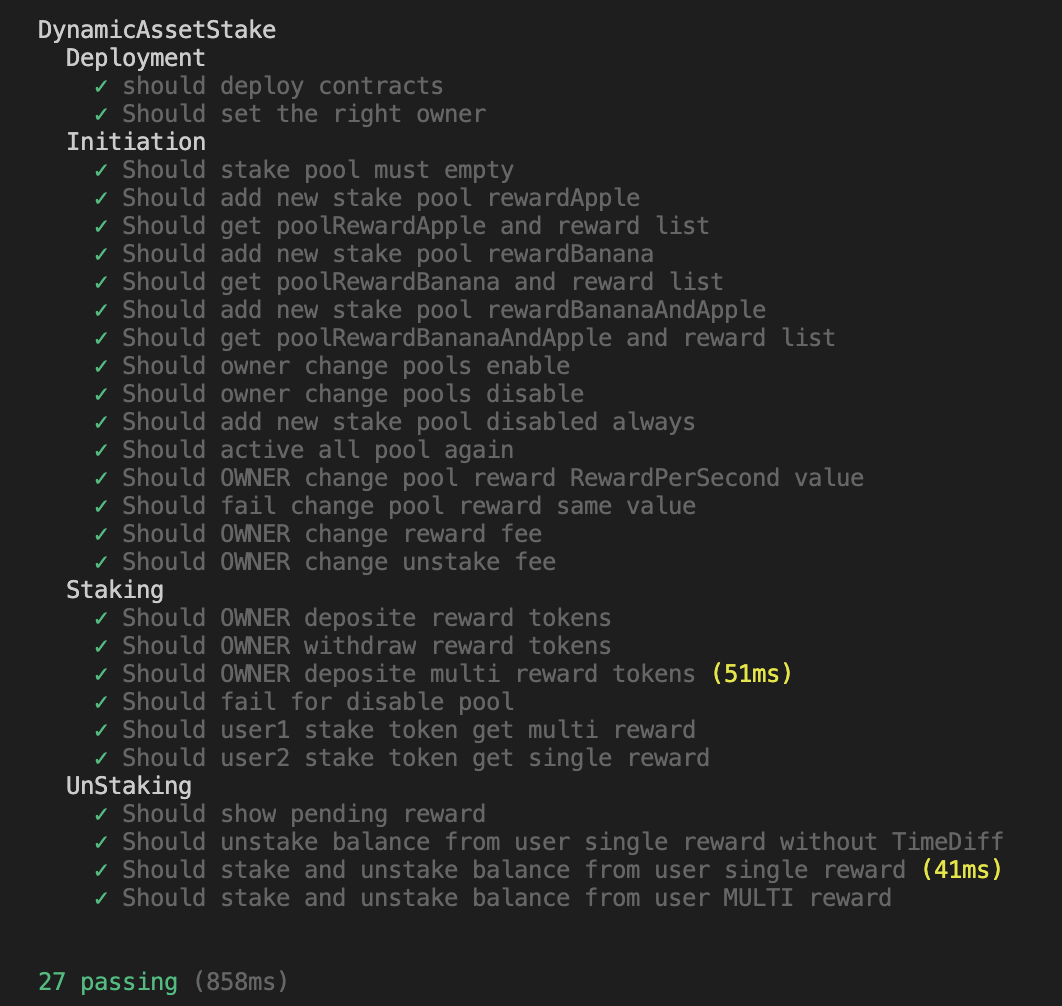 DynamicAssetStake
Deployment
✓ should deploy contracts
✓ Should set the right owner
Initiation
✓ Should stake pool must empty
✓ Should add new stake pool rewardApple
✓ Should get poolRewardApple and reward list
✓ Should add new stake pool rewardBanana
✓ Should get poolRewardBanana and reward list
✓ Should add new stake pool rewardBananaAndApple
✓ Should get poolRewardBananaAndApple and reward list
✓ Should owner change pools enable
✓ Should owner change pools disable
✓ Should add new stake pool disabled always
✓ Should active all pool again
✓ Should OWNER change pool reward RewardPerSecond value
✓ Should fail change pool reward same value
✓ Should OWNER change reward fee
✓ Should OWNER change unstake fee
Staking
✓ Should OWNER deposite reward tokens
✓ Should OWNER withdraw reward tokens
✓ Should OWNER deposite multi reward tokens (51ms)
✓ Should fail for disable pool
✓ Should user1 stake token get multi reward
✓ Should user2 stake token get single reward
UnStaking
✓ Should show pending reward
✓ Should unstake balance from user single reward without TimeDiff
✓ Should stake and unstake balance from user single reward (41ms)
✓ Should stake and unstake balance from user MULTI reward
27 passing (858ms)